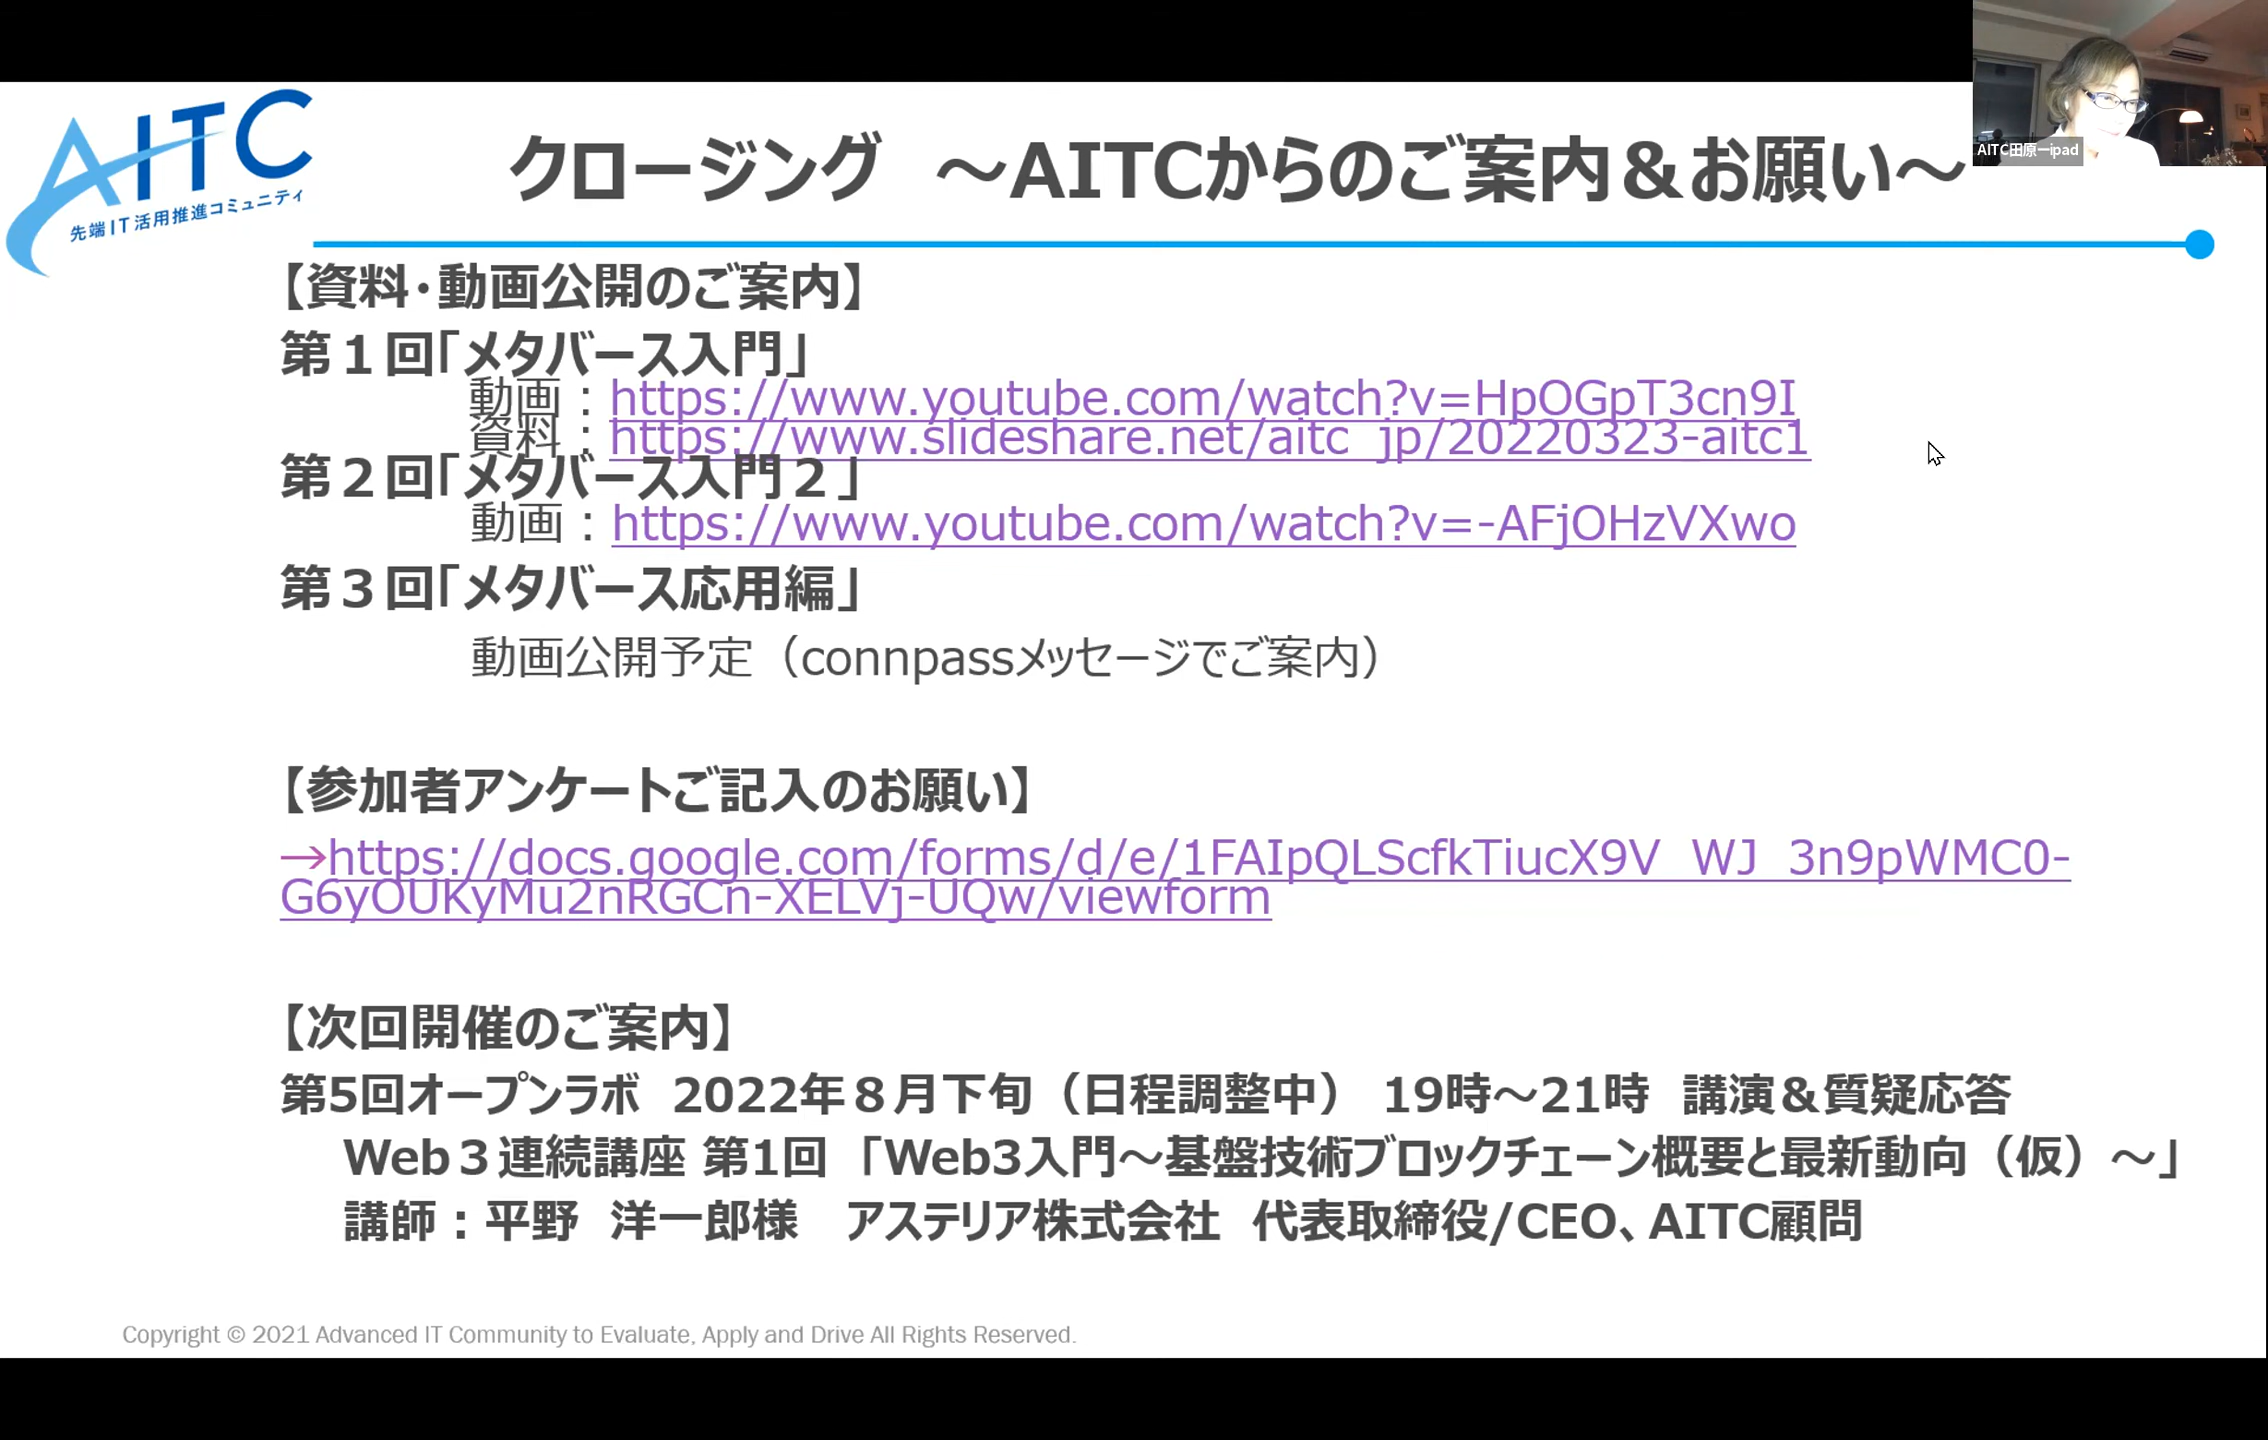 AITC
先端IT活用推進コミュニティ
クロージング　～AITCからのご案内＆お願い～
AITC田原一ipad
【資料・動画公開のご案内】
第１回「メタバース入門」
動画：https://www.youtube.com/watch?v=HpOGpT3cn9I
資料：https://www.slideshare.net/aitc_jp/20220323-aitc1
第２回「メタバース入門２」
動画：https://www.youtube.com/watch?v=-AFjOHzVXwo
第３回「メタバース応用編」
動画公開予定（connpassメッセージでご案内）
【参加者アンケートご記入のお願い】
→https://docs.google.com/forms/d/e/1FAIpQLScfkTiucX9V_WJ_3n9pWMC0-
G6yOUKyMu2nRGCn-XELVj-UQw/viewform
【次回開催のご案内】
第5回オープンラボ　2022年８月下旬（日程調整中）　19時～21時　講演＆質疑応答
Web３連続講座 第1回 「Web3入門～基盤技術ブロックチェーン概要と最新動向（仮）～」
講師：平野　洋一郎様　アステリア株式会社　代表取締役/CEO、AITC顧問
Copyright © 2021 Advanced IT Community to Evaluate, Apply and Drive All Rights Reserved.